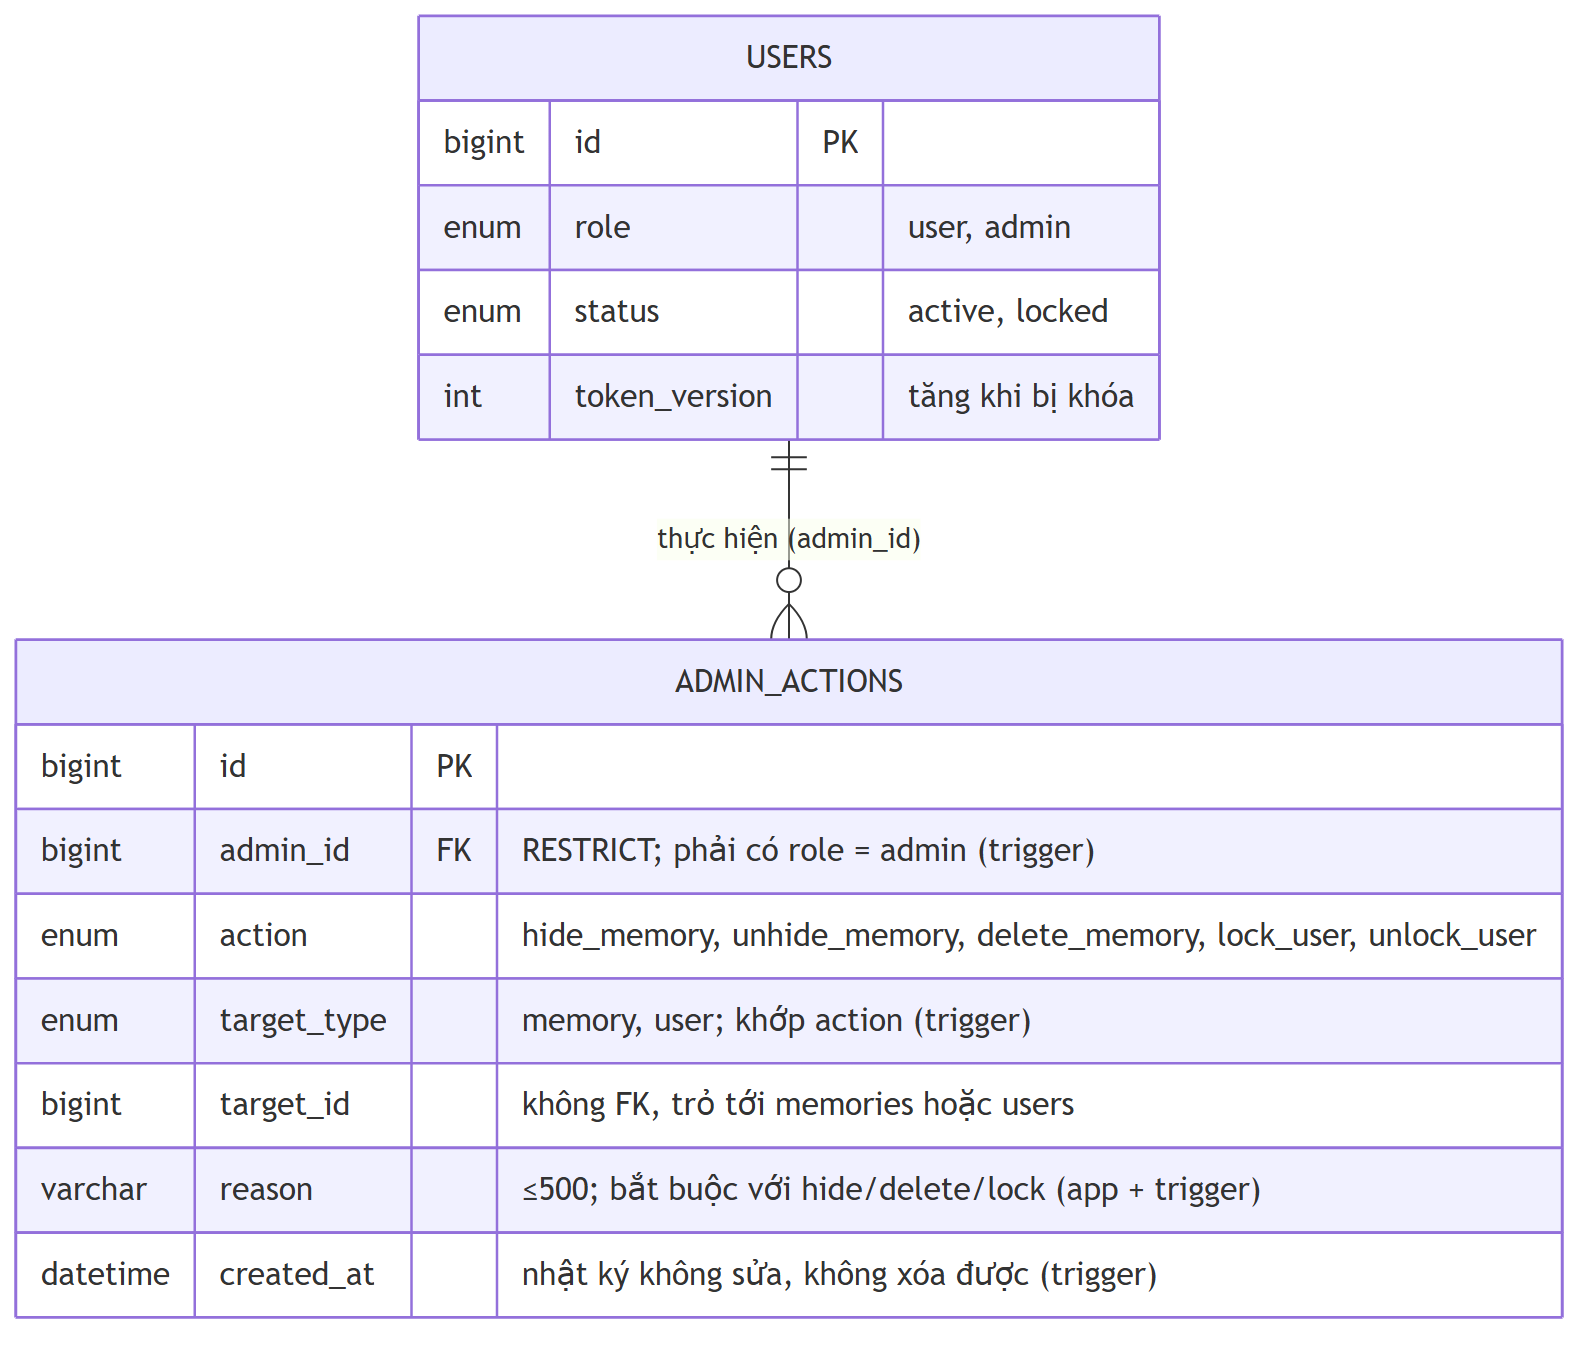 USERS
bigint id PK
enum role user, admin
enum status active, locked
int token_version tăng khi bị khóa
thực hiện (admin_id)
ADMIN_ACTIONS
bigint id PK
bigint admin_id FK RESTRICT; phải có role = admin (trigger)
enum action hide_memory, unhide_memory, delete_memory, lock_user, unlock_user
enum target_type memory, user; khớp action (trigger)
bigint target_id không FK, trỏ tới memories hoặc users
varchar reason ≤500; bắt buộc với hide/delete/lock (app + trigger)
datetime created_at nhật ký không sửa, không xóa được (trigger)